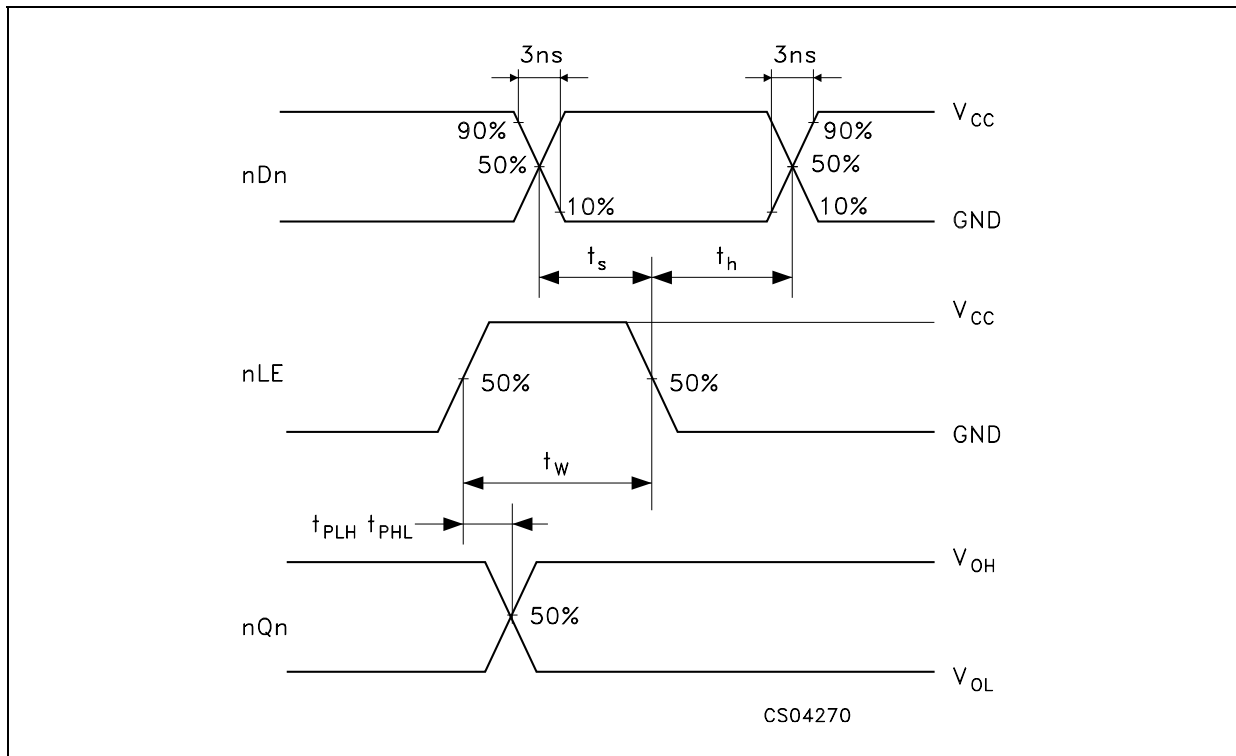 3ns 3ns
V_CC
90% 90%
50% 50%
nDn
10% 10%
GND
t_s t_h
V_CC
nLE 50% 50%
GND
t_W
t_PLH t_PHL
V_OH
50%
nQn
V_OL
CS04270